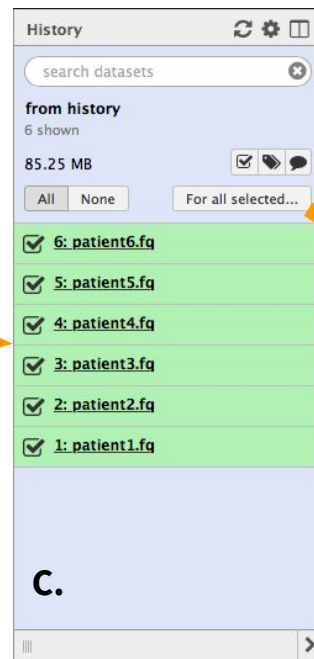 History
search datasets
from history
6 shown
85.25 MB
All None For all selected...
6: patient6.fq
5: patient5.fq
4: patient4.fq
3: patient3.fq
2: patient2.fq
1: patient1.fq
c.